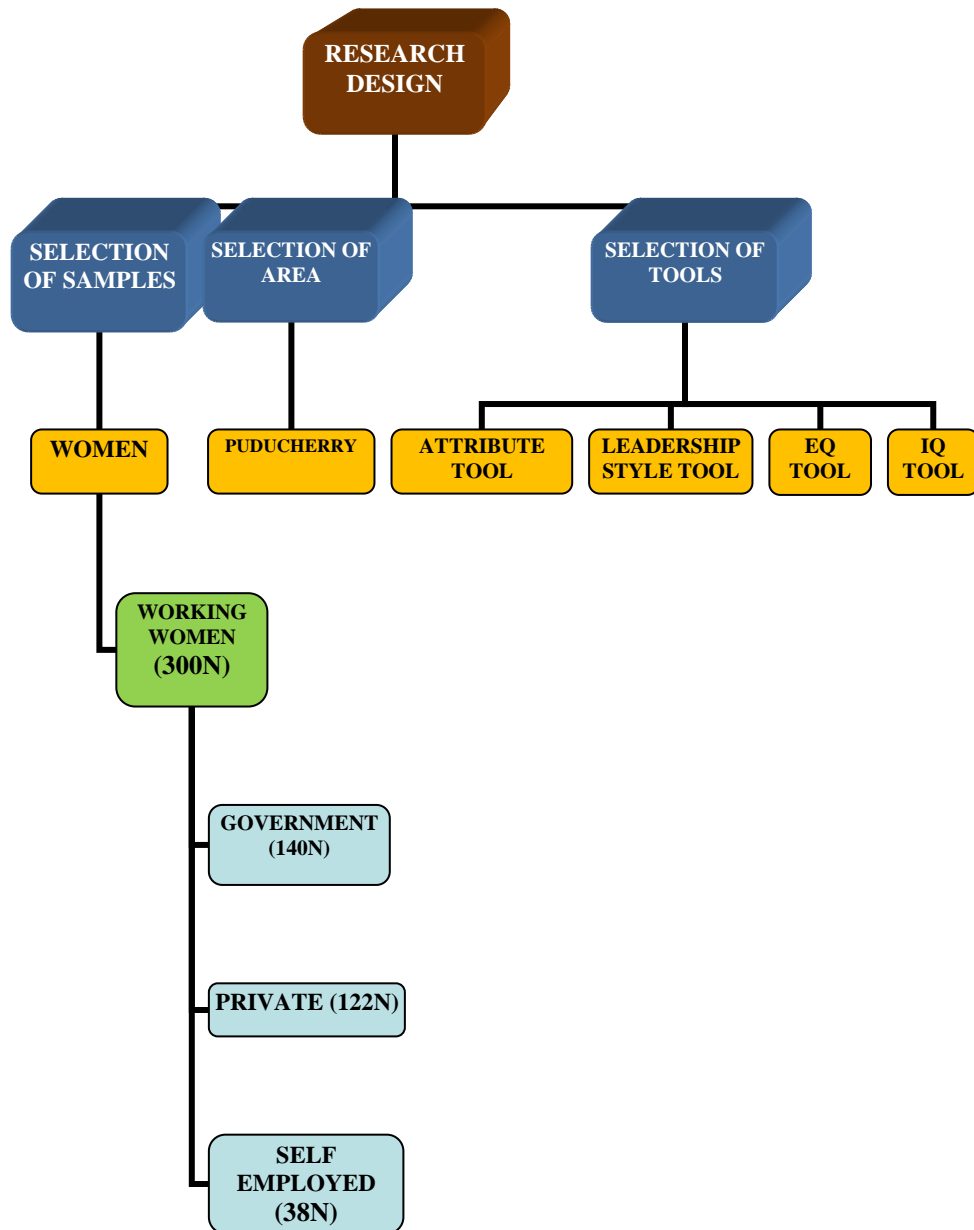 RESEARCH
DESIGN
SELECTION
OF SAMPLES
SELECTION OF
AREA
SELECTION OF
TOOLS
WOMEN
PUDUCHERRY
ATTRIBUTE
TOOL
LEADERSHIP
STYLE TOOL
EQ
TOOL
IQ
TOOL
WORKING
WOMEN
(300N)
GOVERNMENT
(140N)
PRIVATE (122N)
SELF
EMPLOYED
(38N)